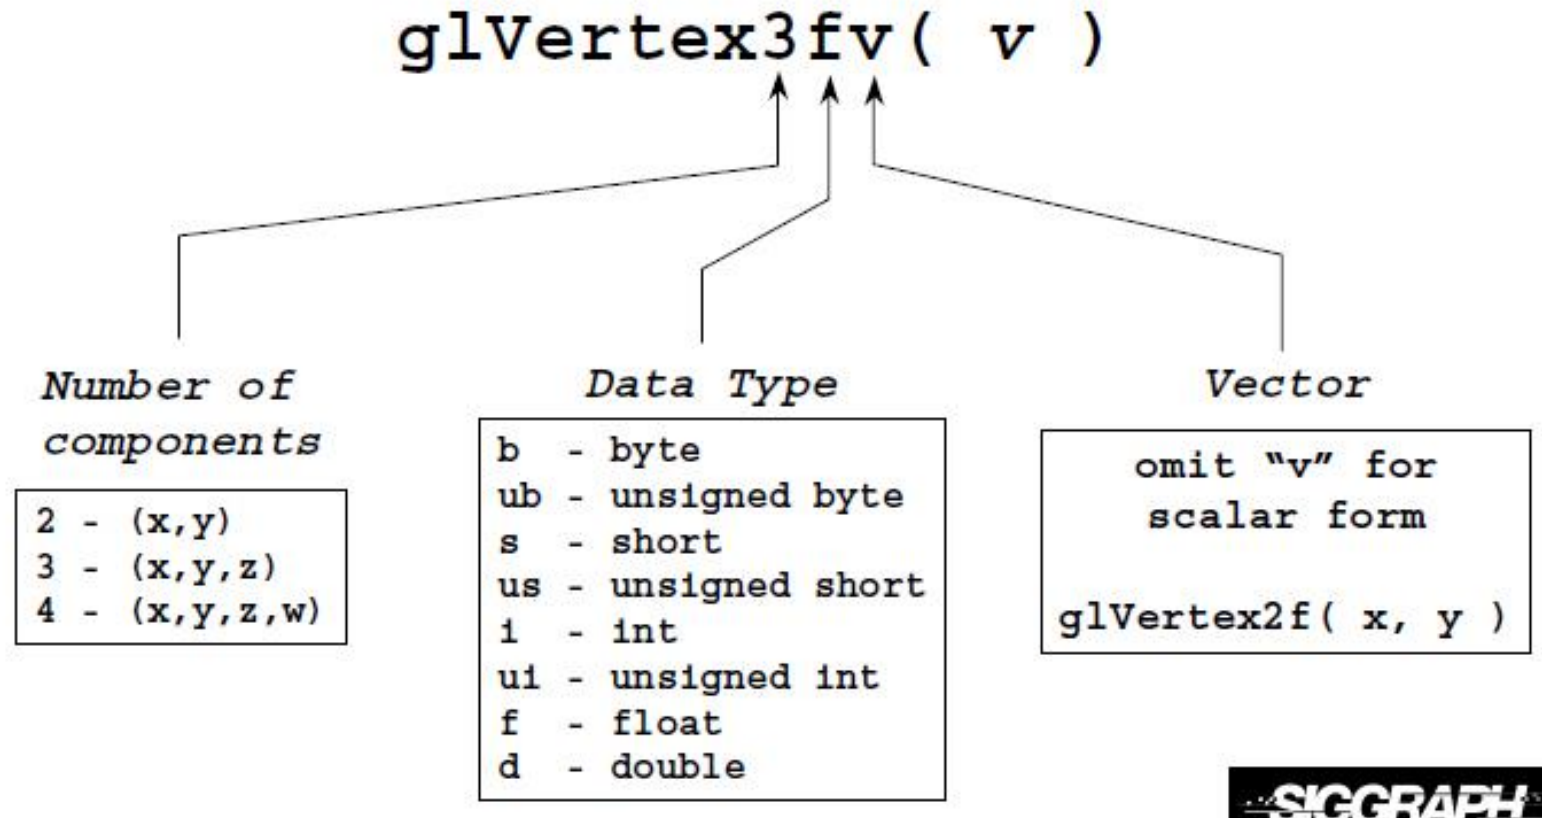 glVertex3fv( v )
Number of
components
2 - (x,y)
3 - (x,y,z)
4 - (x,y,z,w)
Data Type
b - byte
ub - unsigned byte
s - short
us - unsigned short
i - int
ui - unsigned int
f - float
d - double
Vector
omit “v” for
scalar form
glVertex2f( x, y )
SIGGRAPH